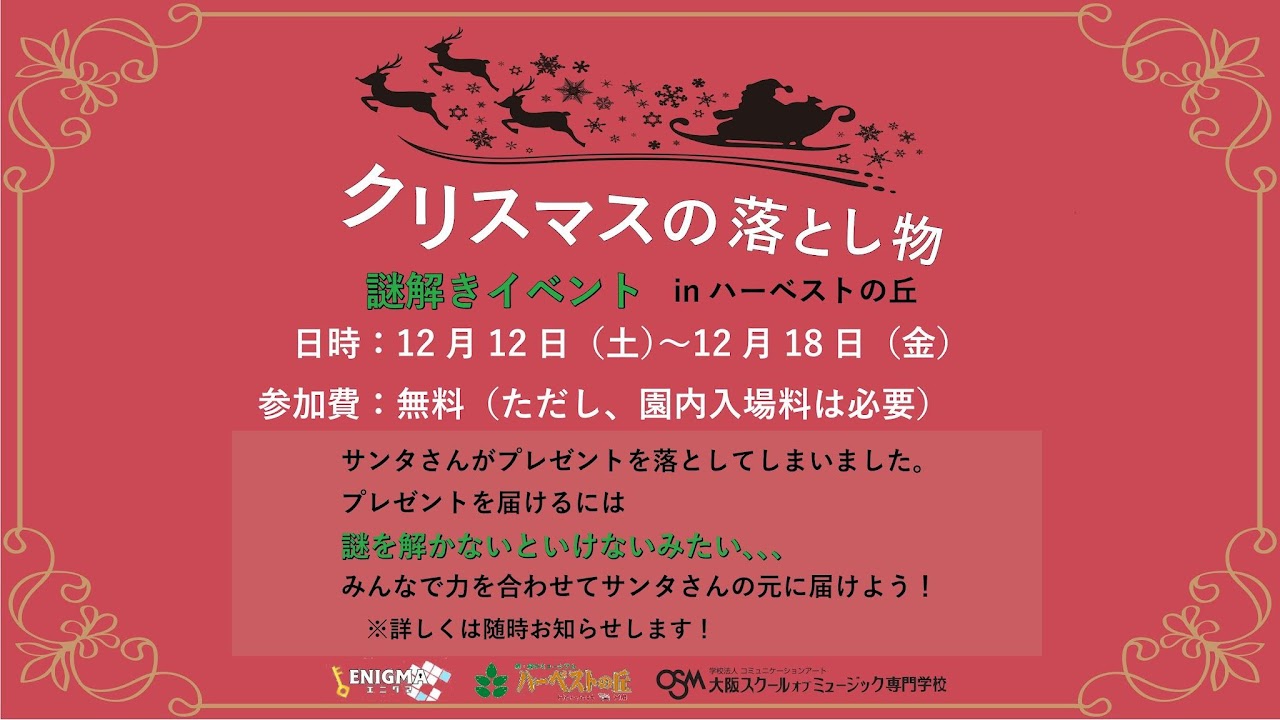 クリスマスの落とし物
謎解きイベント in ハーベストの丘
日時：12月12日（土）～12月18日（金）
参加費：無料（ただし、園内入場料は必要）
サンタさんがプレゼントを落としてしまいました。
プレゼントを届けるには
謎を解かないといけないみたい、、、
みんなで力を合わせてサンタさんの元に届けよう！
※詳しくは随時お知らせします！
ENIGMA
エニグマ
ハーベストの丘
OSM
学校法人 コミュニケーションアート
大阪スクールオブミュージック専門学校